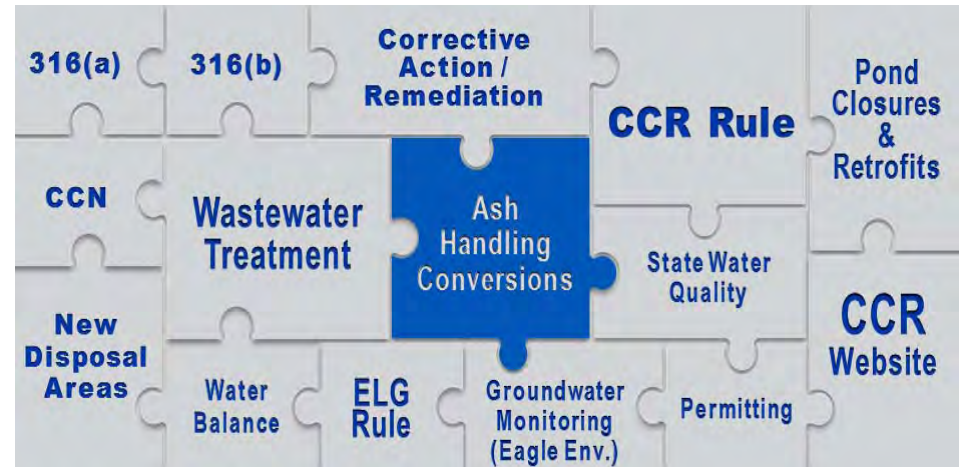 316(a)
316(b)
Corrective
Action /
Remediation
CCR Rule
Pond
Closures
&
Retrofits
CCN
Wastewater
Treatment
Ash
Handling
Conversions
State Water
Quality
New
Disposal
Areas
Water
Balance
ELG
Rule
Groundwater
Monitoring
(Eagle Env.)
Permitting
CCR
Website